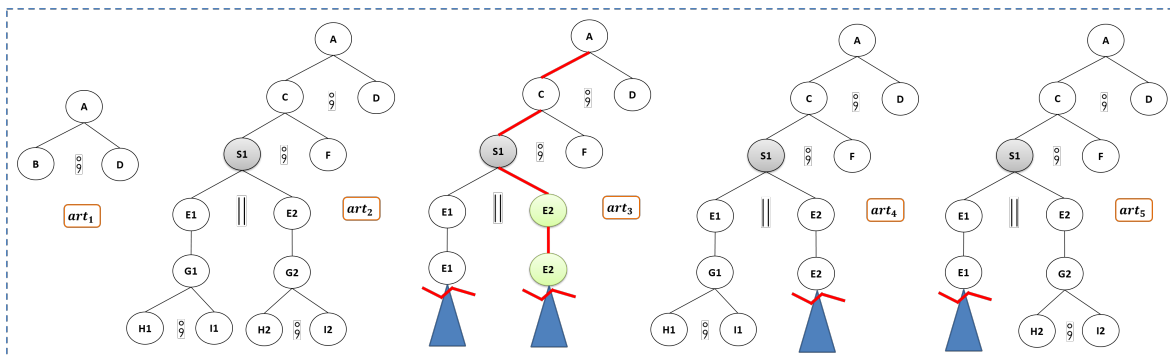 A
B ⨟ D
art₁
A
C ⨟ D
S1 ⨟ F
E1 || E2
art₂
G1 G2
H1 ⨟ I1 H2 ⨟ I2
A
C ⨟ D
S1 ⨟ F
E1 || E2
art₃
E1 E2
A
C ⨟ D
S1 ⨟ F
E1 || E2
art₄
G1 E2
H1 ⨟ I1
A
C ⨟ D
S1 ⨟ F
E1 || E2
art₅
E1 G2
H2 ⨟ I2